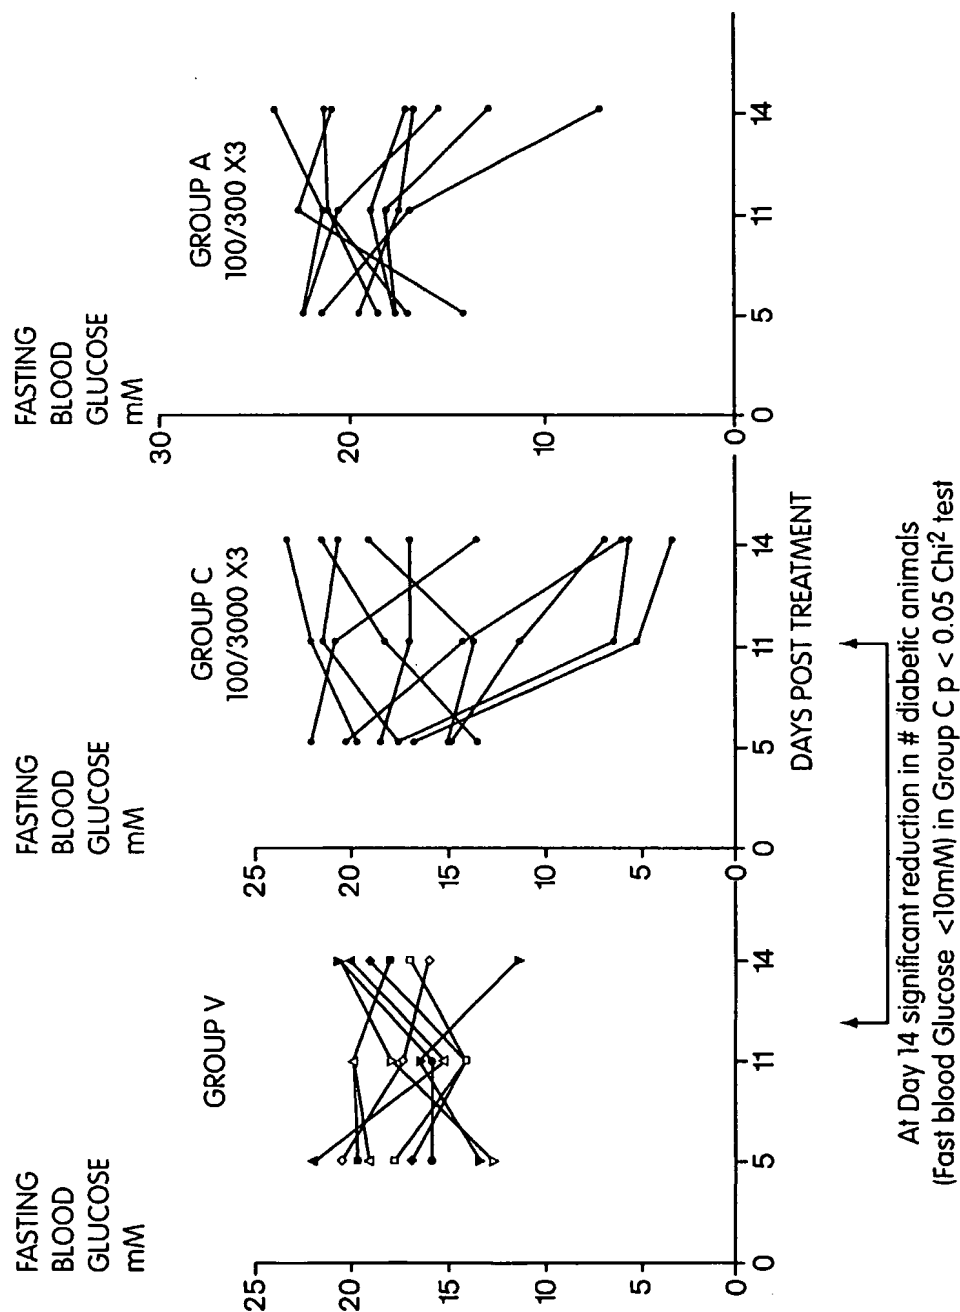 FASTING
BLOOD
GLUCOSE
mM
GROUP V
25
20
15
10
5
0
0
5
11
14
FASTING
BLOOD
GLUCOSE
mM
GROUP C
100/3000 X3
25
20
15
10
5
0
0
5
11
14
DAYS POST TREATMENT
FASTING
BLOOD
GLUCOSE
mM
GROUP A
100/300 X3
30
20
10
0
0
5
11
14
At Day 14 significant reduction in # diabetic animals
(Fast blood Glucose <10mM) in Group C p < 0.05 Chi² test